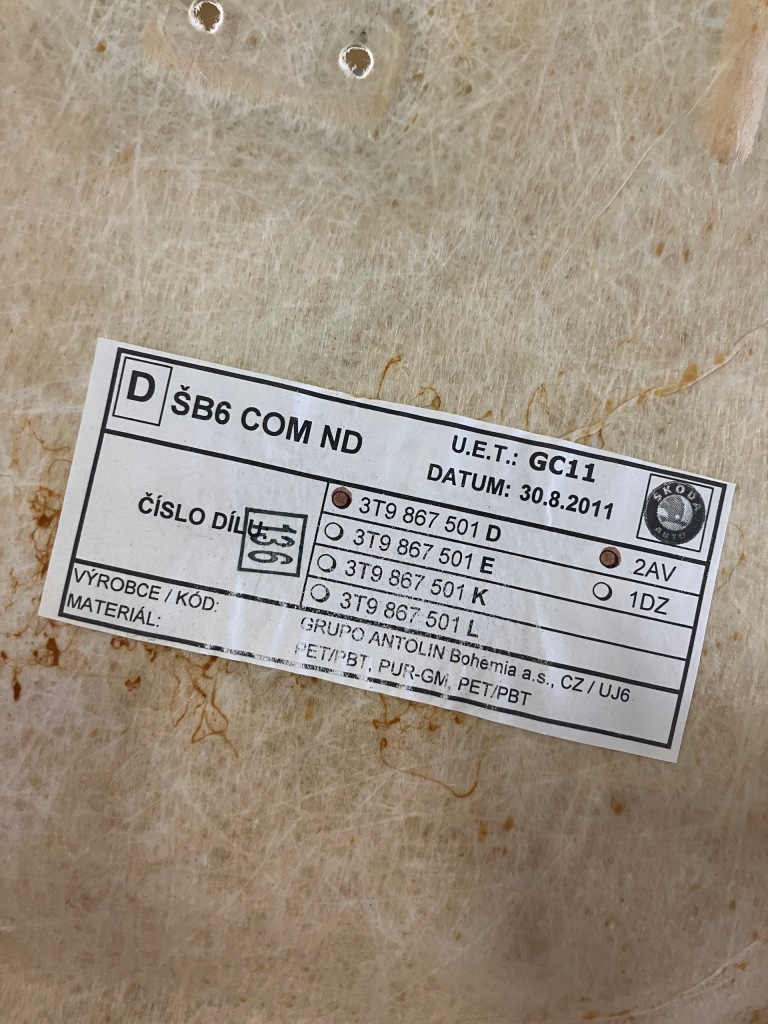 D ŠB6 COM ND
U.E.T.: GC11
DATUM: 30.8.2011
ŠKODA
AUTO
ČÍSLO DÍLU:
136
3T9 867 501 D
3T9 867 501 E
3T9 867 501 K
3T9 867 501 L
2AV
1DZ
VÝROBCE / KÓD: GRUPO ANTOLIN Bohemia a.s., CZ / UJ6
MATERIÁL: PET/PBT, PUR-GM, PET/PBT